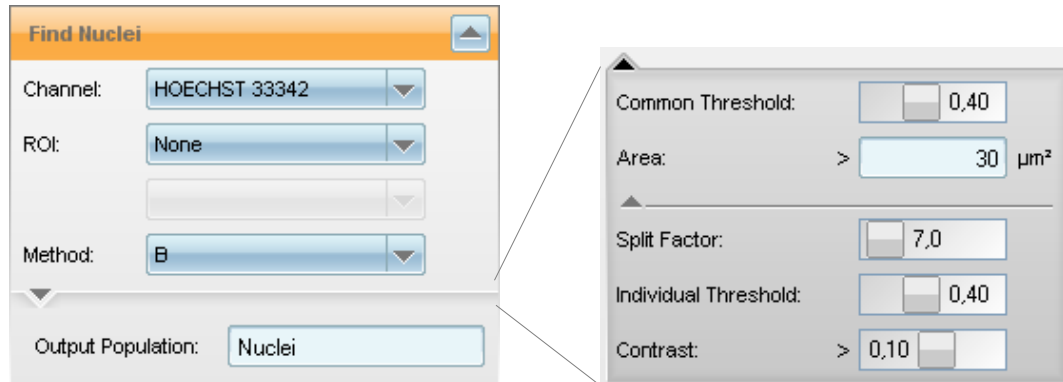 Find Nuclei
Channel: HOECHST 33342
ROI: None
Method: B
Output Population: Nuclei
Common Threshold: 0,40
Area: > 30 µm²
Split Factor: 7,0
Individual Threshold: 0,40
Contrast: > 0,10